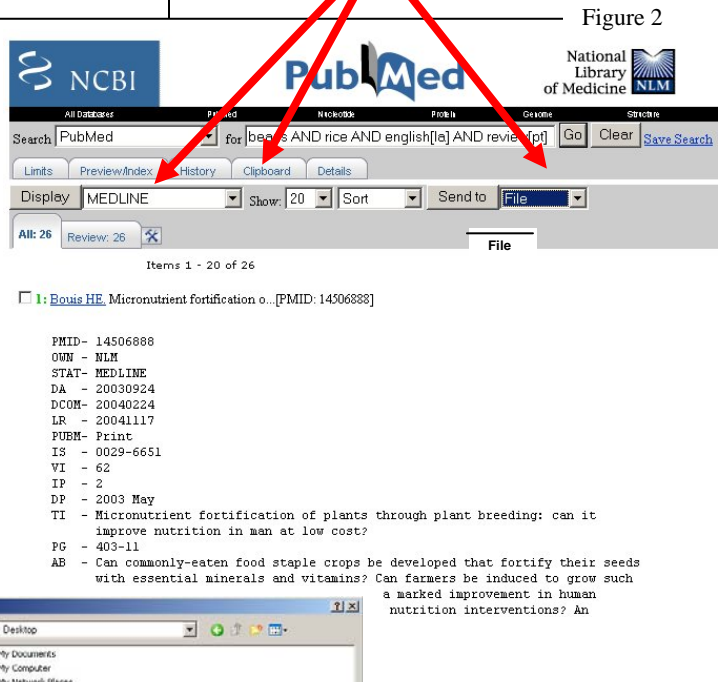 Figure 2
NCBI
PubMed
National
Library
of Medicine NLM
All Databases PubMed Nucleotide Protein Genome Structure
Search PubMed for beans AND rice AND english[la] AND review[pt] Go Clear Save Search
Limits Preview/Index History Clipboard Details
Display MEDLINE Show: 20 Sort Send to File
All: 26 Review: 26
File
Items 1 - 20 of 26
1: Bouis HE. Micronutrient fortification o...[PMID: 14506888]
PMID- 14506888
OWN - NLM
STAT- MEDLINE
DA - 20030924
DCOM- 20040224
LR - 20041117
PUBM- Print
IS - 0029-6651
VI - 62
IP - 2
DP - 2003 May
TI - Micronutrient fortification of plants through plant breeding: can it
improve nutrition in man at low cost?
PG - 403-11
AB - Can commonly-eaten food staple crops be developed that fortify their seeds
with essential minerals and vitamins? Can farmers be induced to grow such
a marked improvement in human
nutrition interventions? An
Desktop
My Documents
My Computer
My Network Places